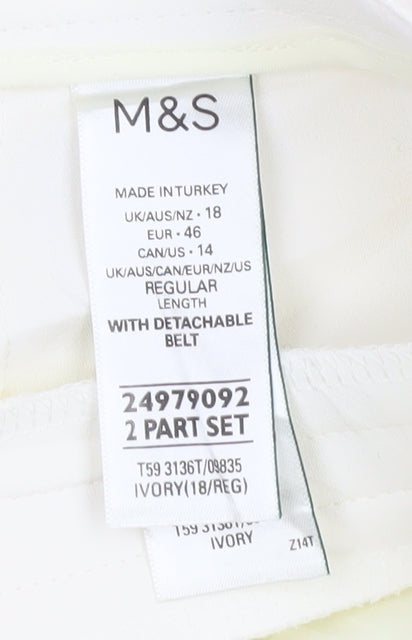 M&S
MADE IN TURKEY
UK/AUS/NZ • 18
EUR • 46
CAN/US • 14
UK/AUS/CAN/EUR/NZ/US
REGULAR
LENGTH
WITH DETACHABLE
BELT
24979092
2 PART SET
T59 3136T/09835
IVORY(18/REG)
T59
IVORY
Z14T